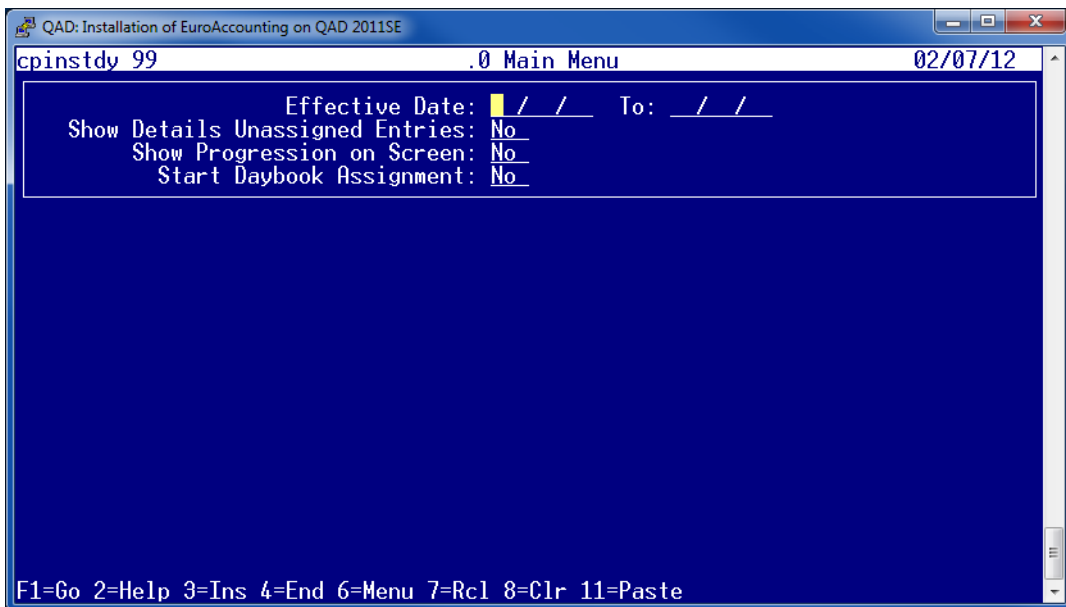 QAD: Installation of EuroAccounting on QAD 2011SE
cpinstdy 99 .0 Main Menu 02/07/12
Effective Date: / / To: / /
Show Details Unassigned Entries: No
Show Progression on Screen: No
Start Daybook Assignment: No
F1=Go 2=Help 3=Ins 4=End 6=Menu 7=Rcl 8=Clr 11=Paste